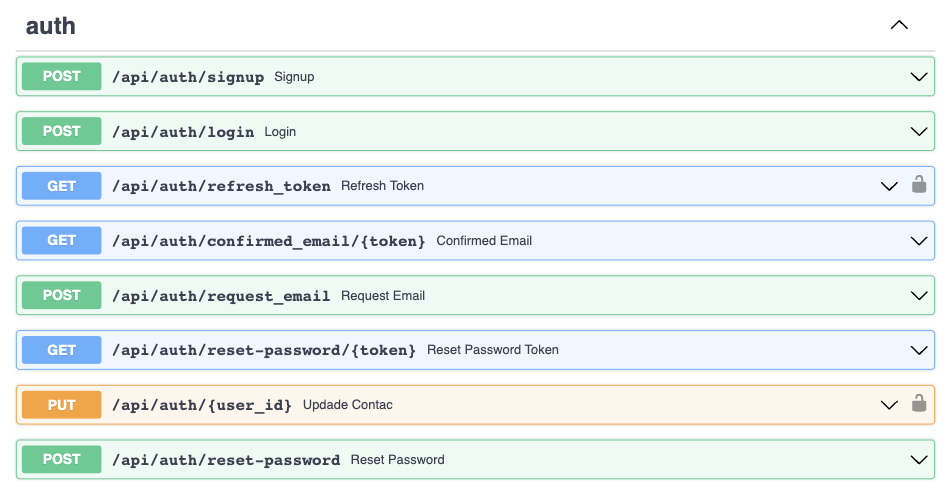 auth
POST /api/auth/signup Signup
POST /api/auth/login Login
GET /api/auth/refresh_token Refresh Token
GET /api/auth/confirmed_email/{token} Confirmed Email
POST /api/auth/request_email Request Email
GET /api/auth/reset-password/{token} Reset Password Token
PUT /api/auth/{user_id} Updade Contac
POST /api/auth/reset-password Reset Password